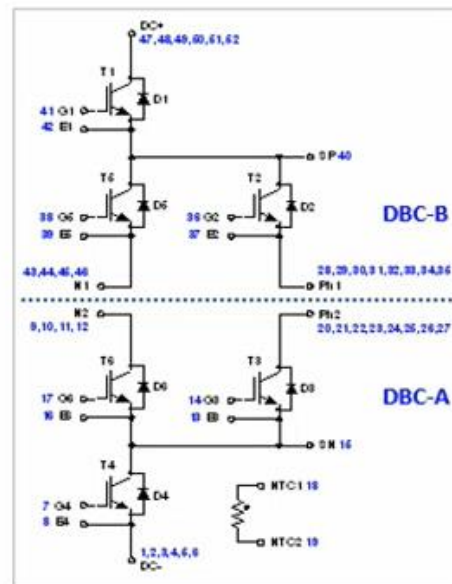 DC+
47,48,49,50,51,52
T1
41 G1
D1
42 E1
SP 40
T5
T2
38 G5
D5
36 G2
D2
DBC-B
39 E5
37 E2
43,44,45,46
28,29,30,31,32,33,34,35
N1
Ph1
N2
Ph2
9,10,11,12
20,21,22,23,24,25,26,27
T6
T3
17 G6
D6
14 G3
D3
DBC-A
16 E6
13 E3
SN 15
T4
7 G4
D4
NTC1 18
8 E4
1,2,3,4,5,6
NTC2 19
DC-